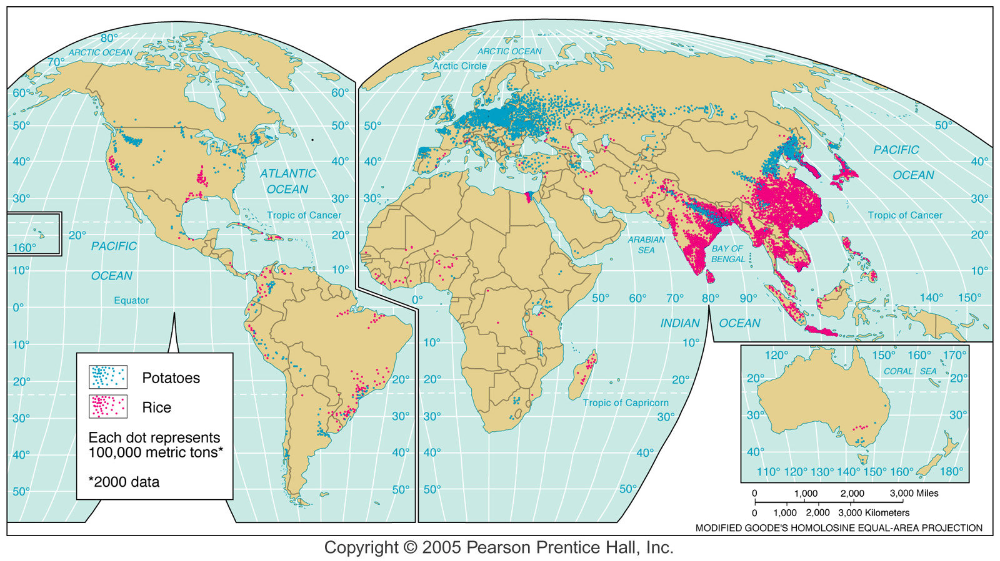 80°
ARCTIC OCEAN
70°
60°
60°
50°
50°
40°
40°
ATLANTIC
OCEAN
30°
30°
Tropic of Cancer
160°
20°
PACIFIC
20°
10°
OCEAN
10°
Equator
0°
10°
20°
20°
30°
30°
40°
40°
50°
50°
ARCTIC OCEAN
Arctic Circle
50°
50°
40°
PACIFIC
OCEAN
40°
30°
30°
Tropic of Cancer
ARABIAN
SEA
BAY OF
BENGAL
20°
10°
0°
50°
60°
70°
80°
90°
140°
150°
INDIAN
OCEAN
10°
10°
20°
20°
Tropic of Capricorn
30°
30°
40°
40°
50°
50°
120°
150°
160°
170°
CORAL SEA
20°
20°
30°
30°
40°
110°
120°
130°
140°
150°
160°
180°
Potatoes
Rice
Each dot represents
100,000 metric tons*
*2000 data
0 1,000 2,000 3,000 Miles
0 1,000 2,000 3,000 Kilometers
MODIFIED GOODE'S HOMOLOSINE EQUAL-AREA PROJECTION
Copyright © 2005 Pearson Prentice Hall, Inc.